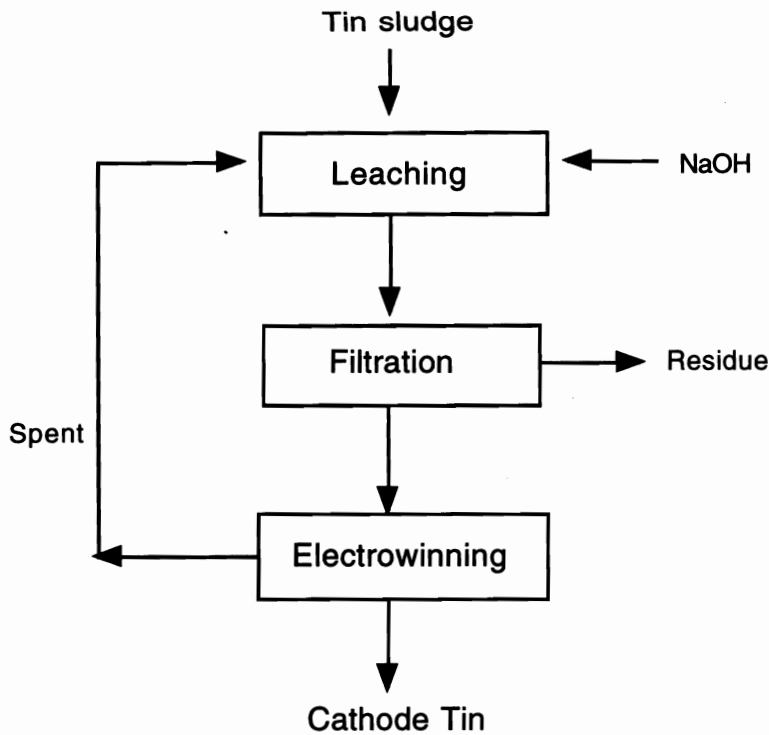 Tin sludge
Leaching
NaOH
Filtration
Residue
Spent
Electrowinning
Cathode Tin